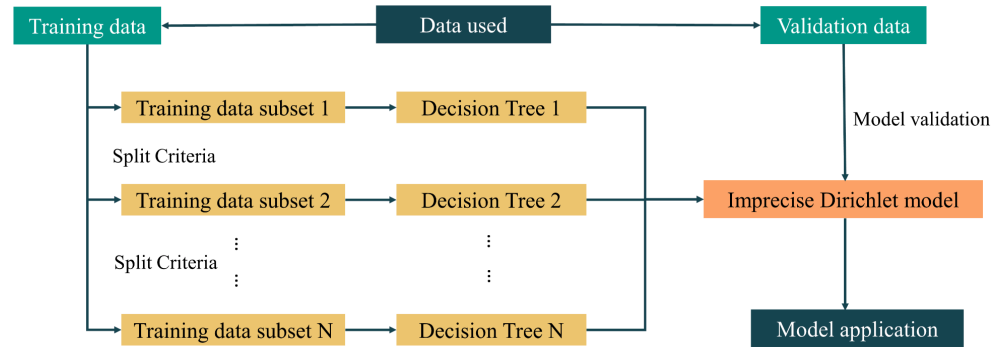 Training data
Data used
Validation data
Training data subset 1
Decision Tree 1
Model validation
Split Criteria
Training data subset 2
Decision Tree 2
Imprecise Dirichlet model
Split Criteria
Training data subset N
Decision Tree N
Model application